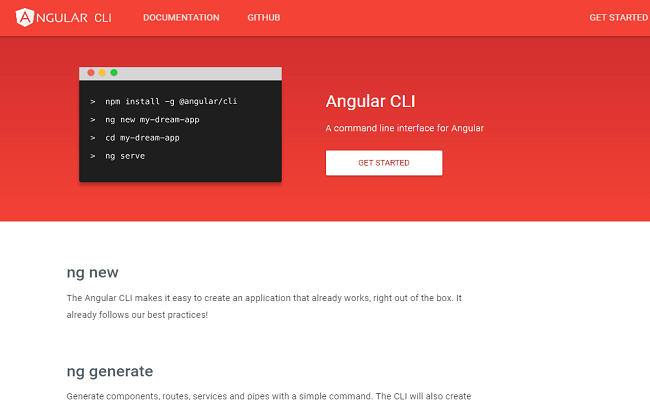 ANGULAR CLI DOCUMENTATION GITHUB GET STARTED
> npm install -g @angular/cli
> ng new my-dream-app
> cd my-dream-app
> ng serve
Angular CLI
A command line interface for Angular
GET STARTED
ng new
The Angular CLI makes it easy to create an application that already works, right out of the box. It
already follows our best practices!
ng generate
Generate components, routes, services and pipes with a simple command. The CLI will also create